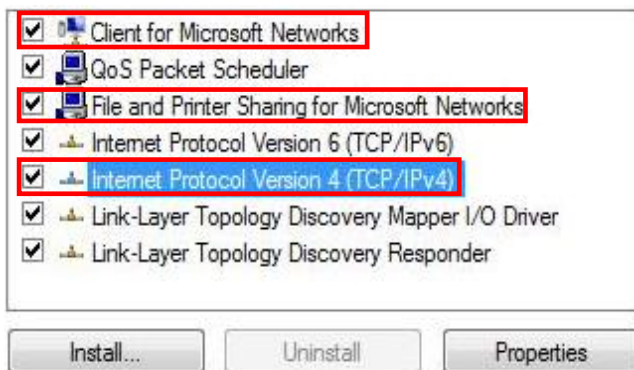 Client for Microsoft Networks
QoS Packet Scheduler
File and Printer Sharing for Microsoft Networks
Internet Protocol Version 6 (TCP/IPv6)
Internet Protocol Version 4 (TCP/IPv4)
Link-Layer Topology Discovery Mapper I/O Driver
Link-Layer Topology Discovery Responder
Install... Uninstall Properties